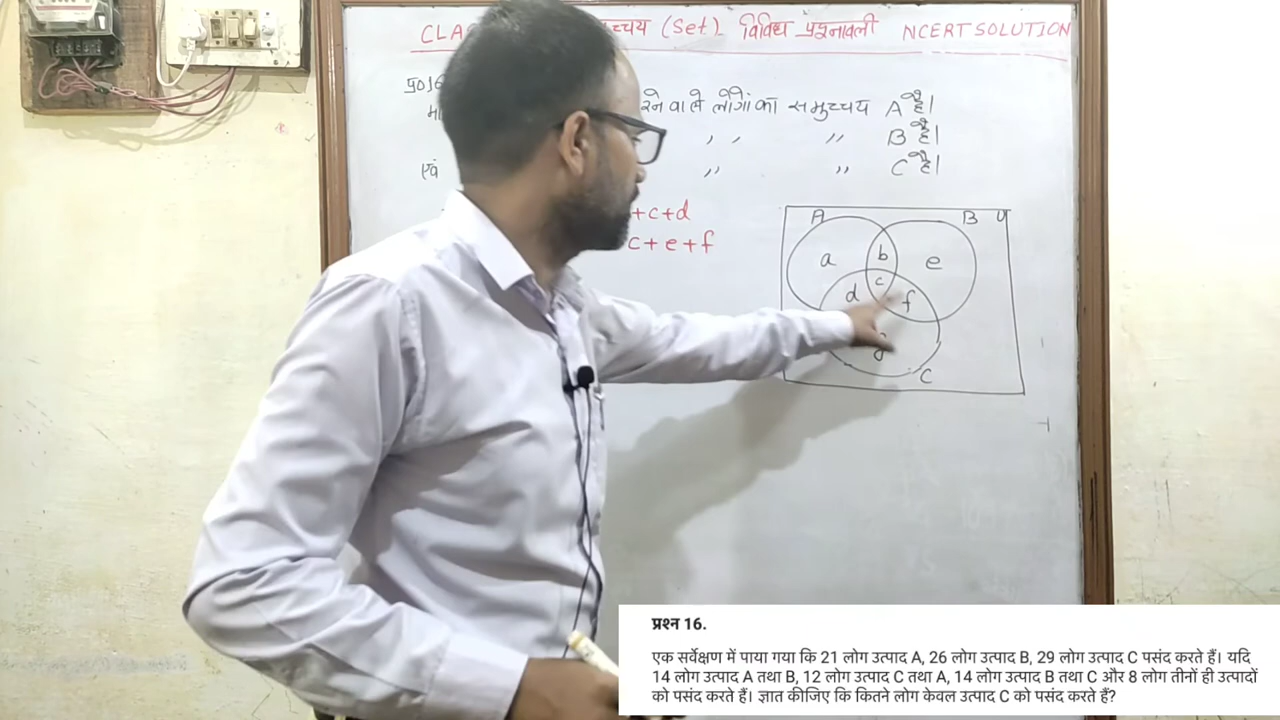 CLA च्चय (Set) विविध प्रश्नावली NCERT SOLUTION
प्र016
मा रने वाले लोगों का समुच्चय A है।
,, ,, B है।
एवं ,, ,, C है।
+c+d
c+e+f
A B U
a b e
c
d f
g
C
प्रश्न 16.
एक सर्वेक्षण में पाया गया कि 21 लोग उत्पाद A, 26 लोग उत्पाद B, 29 लोग उत्पाद C पसंद करते हैं। यदि
14 लोग उत्पाद A तथा B, 12 लोग उत्पाद C तथा A, 14 लोग उत्पाद B तथा C और 8 लोग तीनों ही उत्पादों
को पसंद करते हैं। ज्ञात कीजिए कि कितने लोग केवल उत्पाद C को पसंद करते हैं?